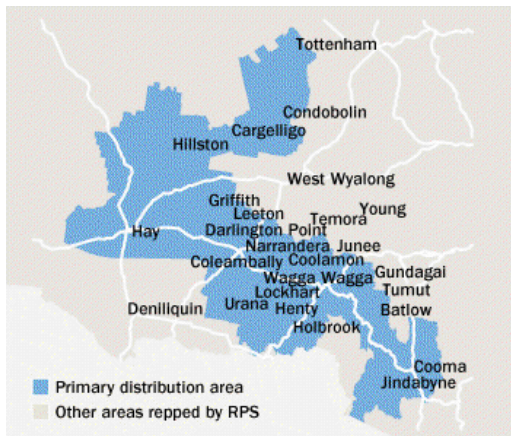 Tottenham
Condobolin
Cargelligo
Hillston
West Wyalong
Griffith
Leeton
Young
Temora
Darlington Point
Hay
Narrandera Junee
Coleambally Coolamon
Gundagai
Wagga Wagga
Tumut
Lockhart
Urana Henty
Deniliquin
Batlow
Holbrook
Cooma
Jindabyne
Primary distribution area
Other areas repped by RPS